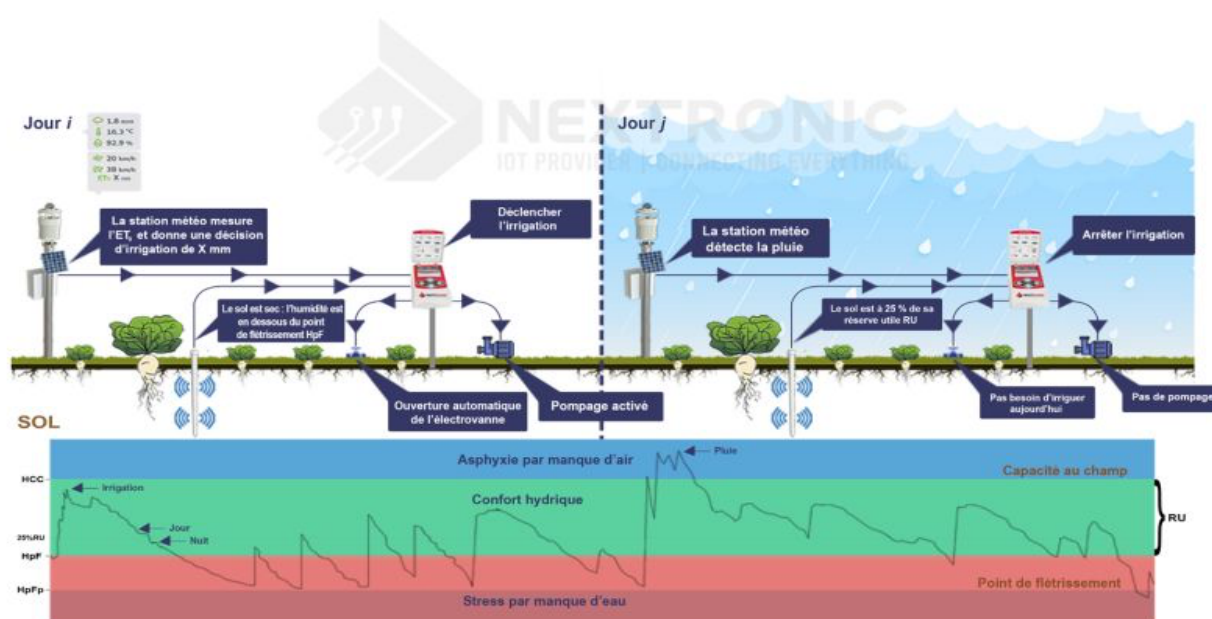 NEXTRONIC
IOT PROVIDER | CONNECTING EVERYTHING
Jour i
1.8 mm
16.3 °C
92.9 %
20 km/h
39 km/h
X mm
La station météo mesure
l'ET₀ et donne une décision
d'irrigation de X mm
Déclencher
l'irrigation
Le sol est sec : l'humidité est
en dessous du point
de flétrissement HpF
Ouverture automatique
de l'électrovanne
Pompage activé
Jour j
La station météo
détecte la pluie
Arrêter l'irrigation
Le sol est à 25 % de sa
réserve utile RU
Pas besoin d'irriguer
aujourd'hui
Pas de pompage
SOL
Asphyxie par manque d'air
Pluie
Capacité au champ
HCC
Irrigation
Confort hydrique
RU
Jour
25%RU
Nuit
HpF
Point de flétrissement
HpFp
Stress par manque d'eau